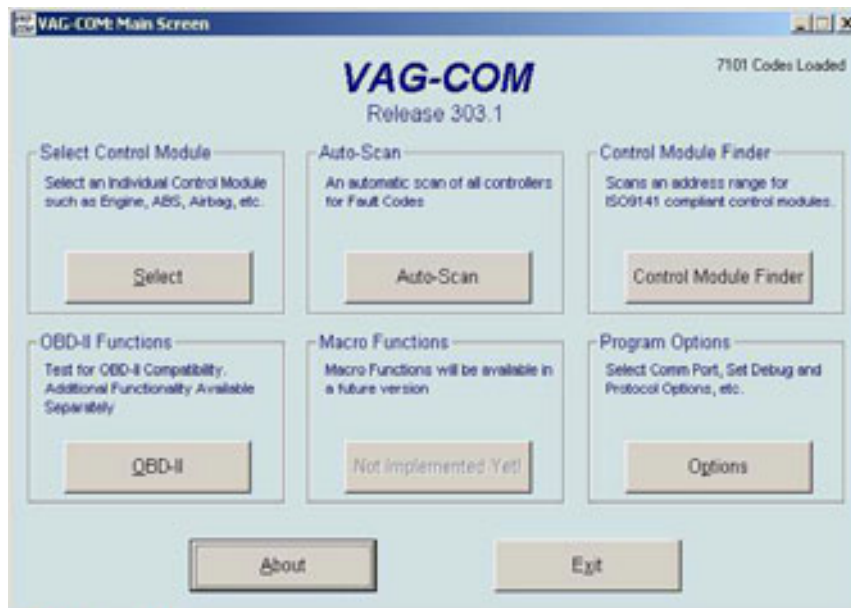 VAG-COM: Main Screen
VAG-COM
Release 303.1
7101 Codes Loaded
Select Control Module
Select an Individual Control Module
such as Engine, ABS, Airbag, etc.
Select
Auto-Scan
An automatic scan of all controllers
for Fault Codes
Auto-Scan
Control Module Finder
Scans an address range for
ISO9141 compliant control modules.
Control Module Finder
OBD-II Functions
Test for OBD-II Compatibility.
Additional Functionality Available
Separately
OBD-II
Macro Functions
Macro Functions will be available in
a future version
Not Implemented Yet!
Program Options
Select Comm Port, Set Debug and
Protocol Options, etc.
Options
About
Exit